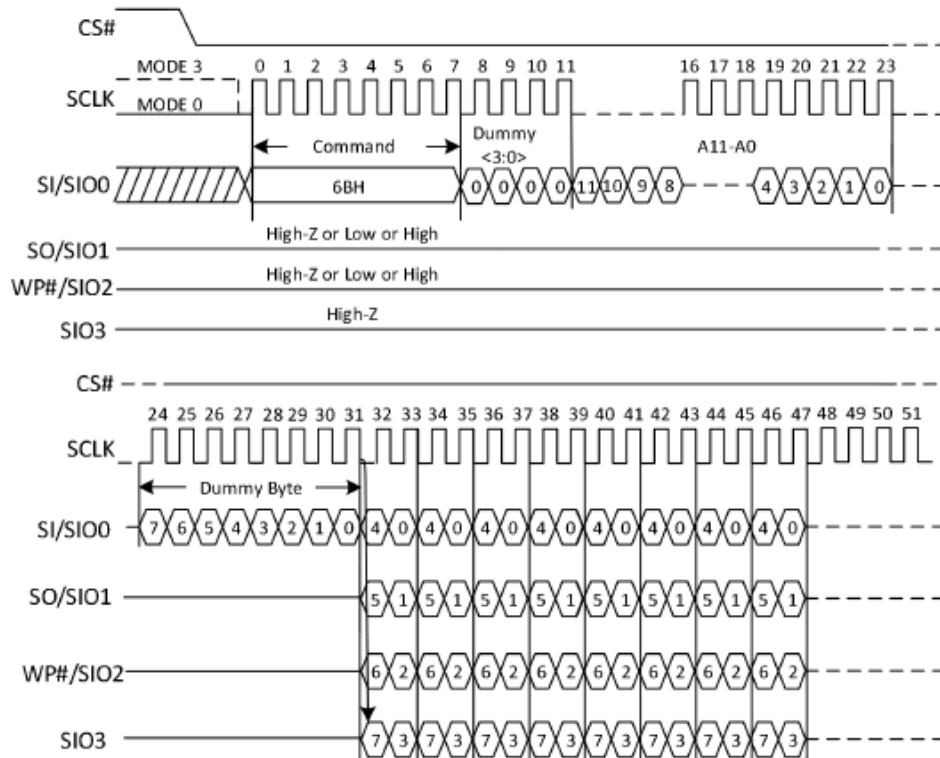 CS#
MODE 3 0 1 2 3 4 5 6 7 8 9 10 11 16 17 18 19 20 21 22 23
SCLK
MODE 0
Command Dummy <3:0> A11-A0
SI/SIO0 6BH 0 0 0 0 11 10 9 8 4 3 2 1 0
High-Z or Low or High
SO/SIO1
High-Z or Low or High
WP#/SIO2
High-Z
SIO3
CS#
24 25 26 27 28 29 30 31 32 33 34 35 36 37 38 39 40 41 42 43 44 45 46 47 48 49 50 51
SCLK
Dummy Byte
SI/SIO0 7 6 5 4 3 2 1 0 4 0 4 0 4 0 4 0 4 0 4 0 4 0 4 0
SO/SIO1 5 1 5 1 5 1 5 1 5 1 5 1 5 1 5 1
WP#/SIO2 6 2 6 2 6 2 6 2 6 2 6 2 6 2 6 2
SIO3 7 3 7 3 7 3 7 3 7 3 7 3 7 3 7 3